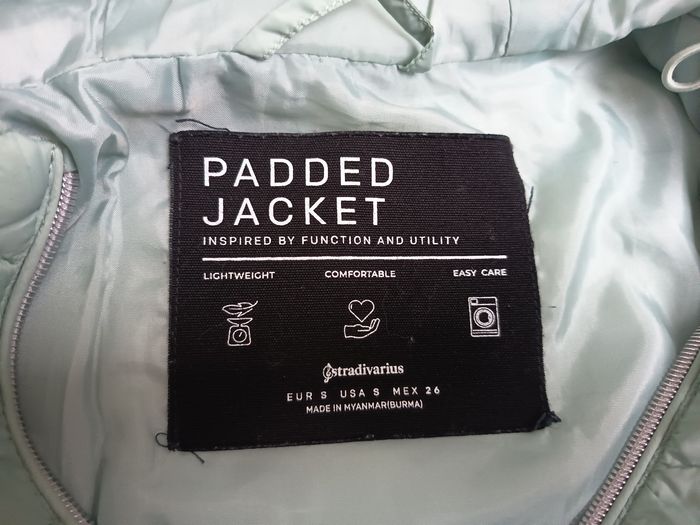 PADDED
JACKET
INSPIRED BY FUNCTION AND UTILITY
LIGHTWEIGHT COMFORTABLE EASY CARE
stradivarius
EUR S USA S MEX 26
MADE IN MYANMAR(BURMA)